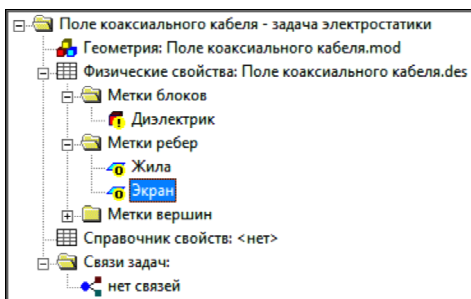 Поле коаксиального кабеля - задача электростатики
Геометрия: Поле коаксиального кабеля.mod
Физические свойства: Поле коаксиального кабеля.des
Метки блоков
Диэлектрик
Метки ребер
Жила
Экран
Метки вершин
Справочник свойств: <нет>
Связи задач:
нет связей